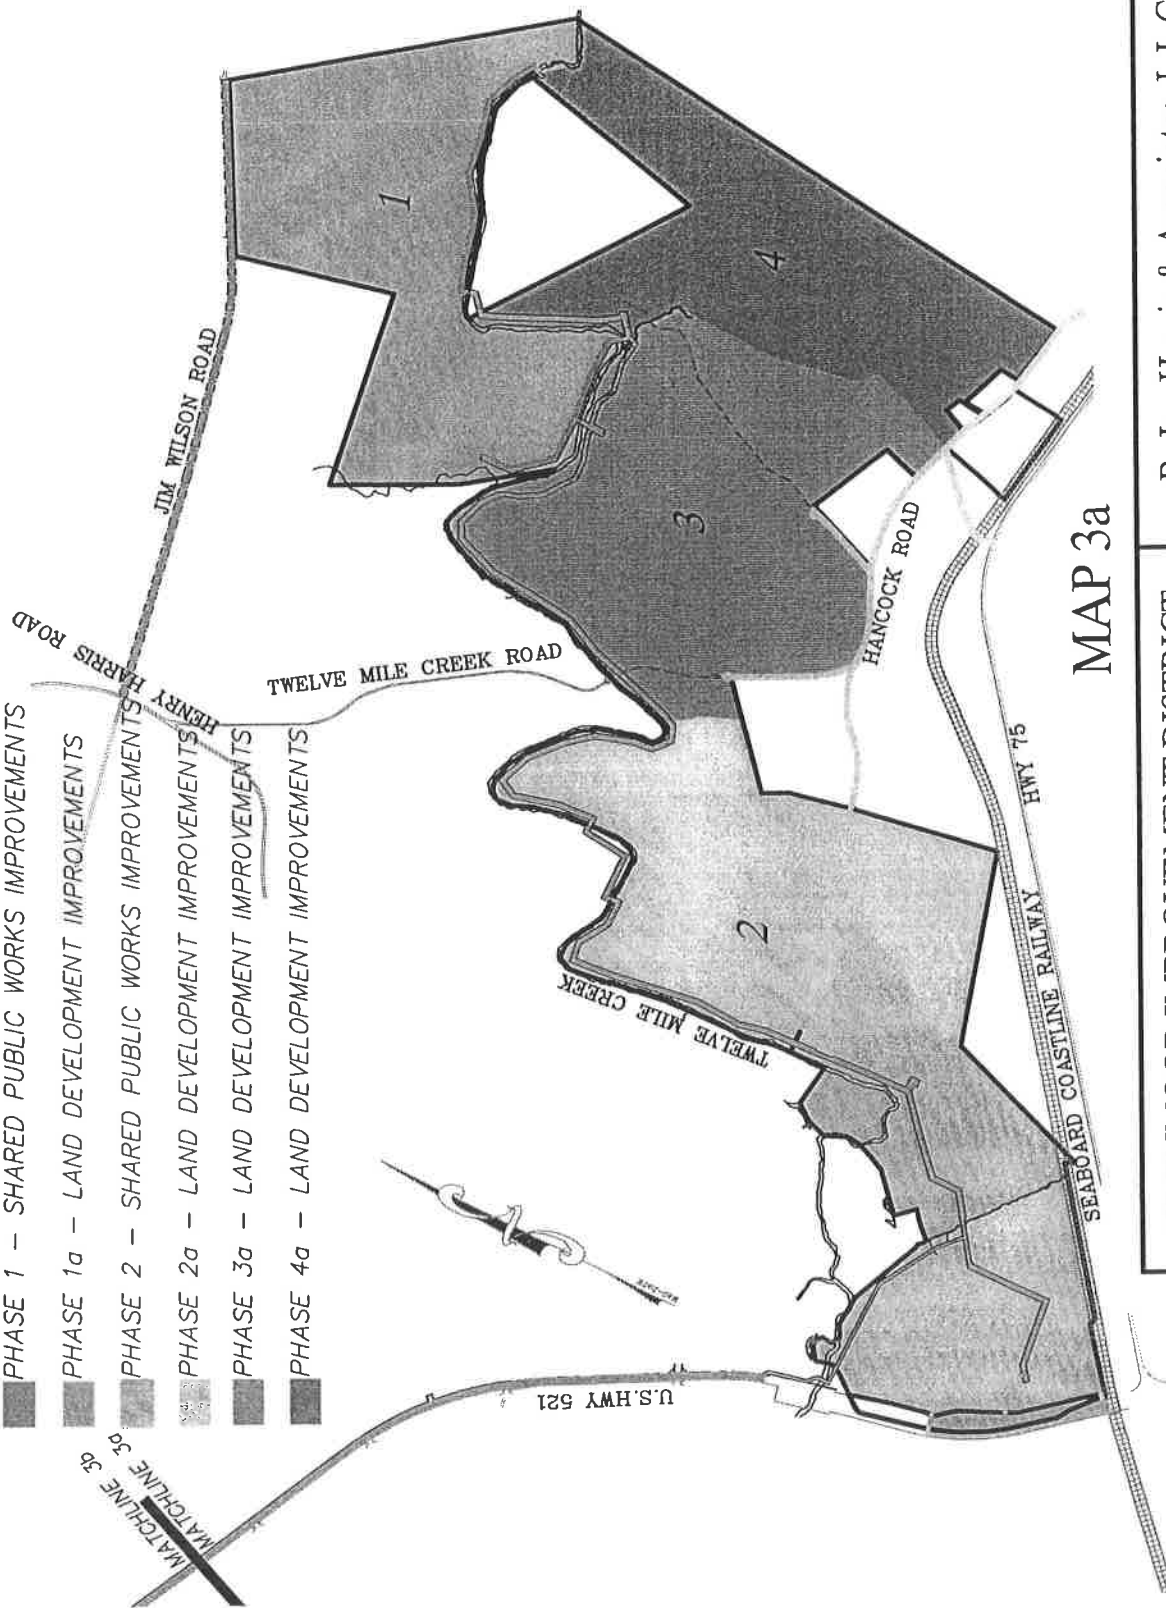 PHASE 1 - SHARED PUBLIC WORKS IMPROVEMENTS
PHASE 1a - LAND DEVELOPMENT IMPROVEMENTS
PHASE 2 - SHARED PUBLIC WORKS IMPROVEMENTS
PHASE 2a - LAND DEVELOPMENT IMPROVEMENTS
PHASE 3a - LAND DEVELOPMENT IMPROVEMENTS
PHASE 4a - LAND DEVELOPMENT IMPROVEMENTS
MATCHLINE 3b
MATCHLINE 3a
HENRY HARRIS ROAD
JIM WILSON ROAD
TWELVE MILE CREEK ROAD
1
TWELVE MILE CREEK
U.S.HWY 521
2
3
4
HANCOCK ROAD
HWY 75
SEABOARD COASTLINE RAILWAY
MAP 3a